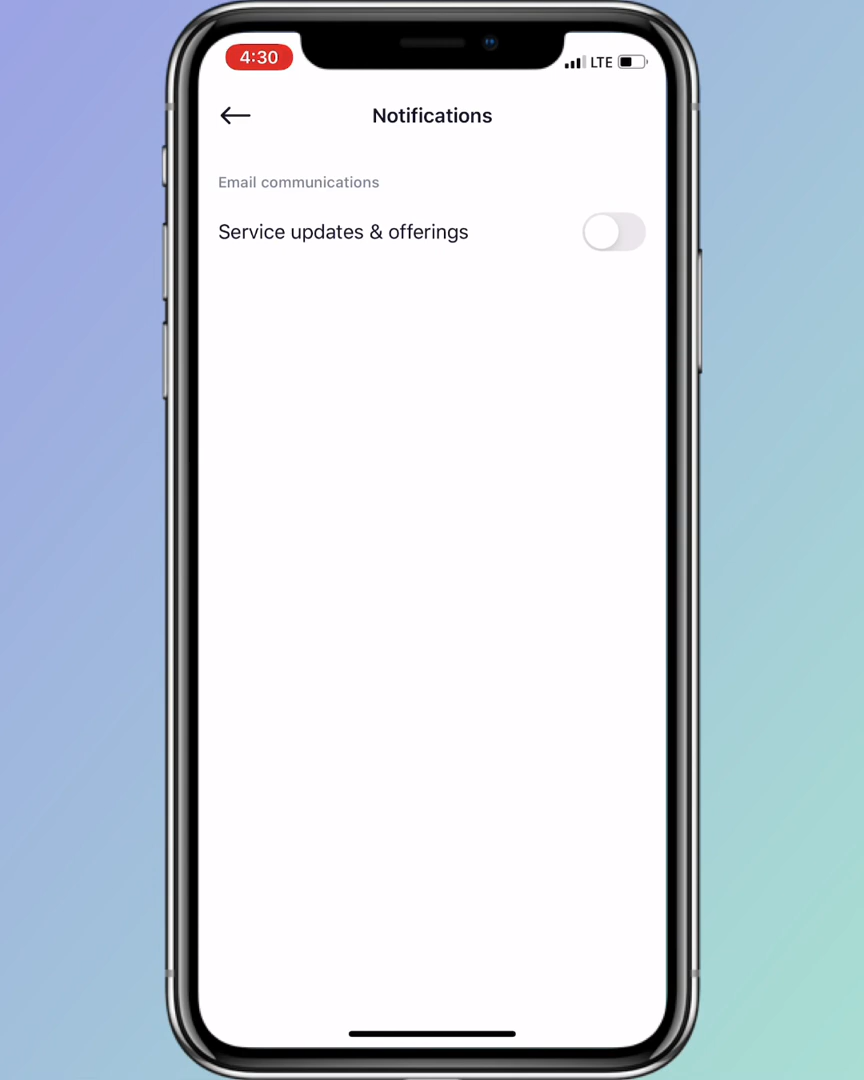 4:30 LTE
Notifications
Email communications
Service updates & offerings